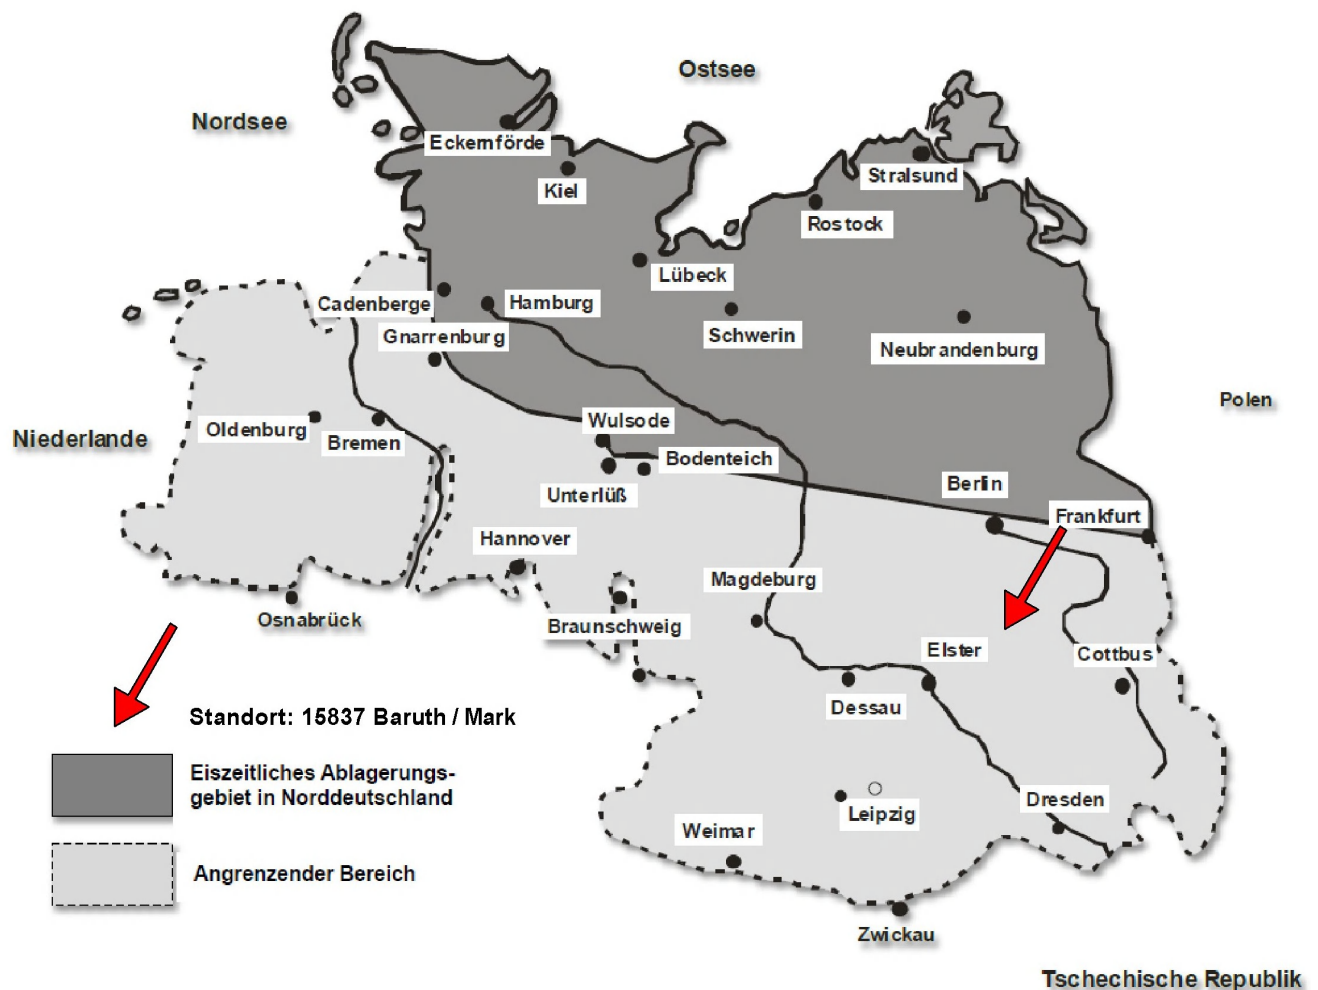 Ostsee
Nordsee
Eckernförde
Stralsund
Kiel
Rostock
Lübeck
Cadenberge
Hamburg
Gnarrenburg
Schwerin
Neubrandenburg
Polen
Niederlande
Oldenburg
Bremen
Wulsode
Bodenteich
Berlin
Unterlüß
Frankfurt
Hannover
Magdeburg
Osnabrück
Braunschweig
Elster
Cottbus
Dessau
Standort: 15837 Baruth / Mark
Eiszeitliches Ablagerungs-
gebiet in Norddeutschland
Dresden
Leipzig
Weimar
Angrenzender Bereich
Zwickau
Tschechische Republik